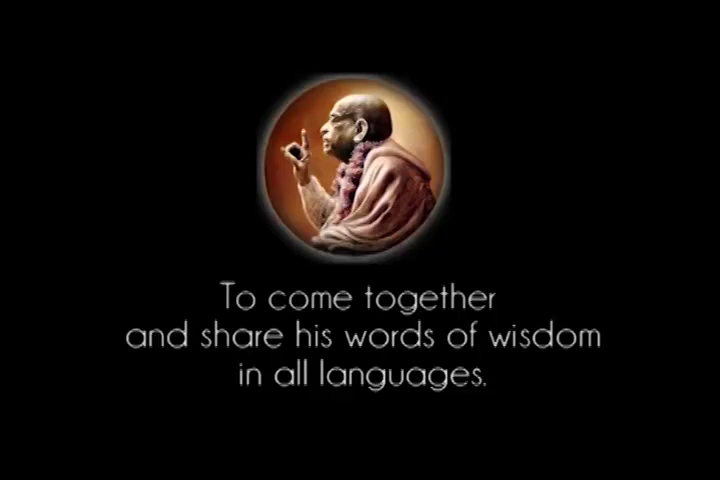 To come together
and share his words of wisdom
in all languages.